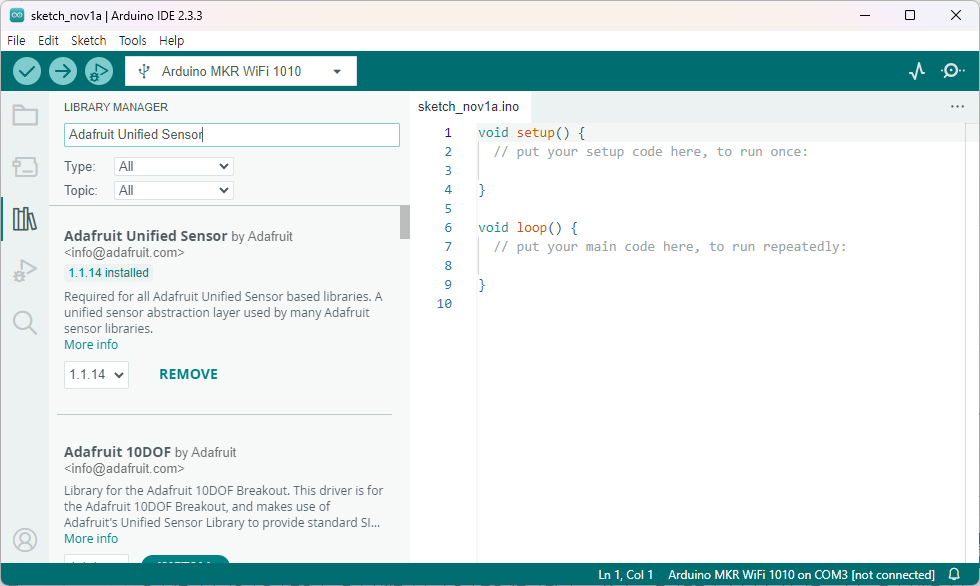 sketch_nov1a | Arduino IDE 2.3.3
File Edit Sketch Tools Help
Arduino MKR WiFi 1010
LIBRARY MANAGER
Adafruit Unified Sensor
Type: All
Topic: All
Adafruit Unified Sensor by Adafruit
<info@adafruit.com>
1.1.14 installed
Required for all Adafruit Unified Sensor based libraries. A
unified sensor abstraction layer used by many Adafruit
sensor libraries.
More info
1.1.14 REMOVE
Adafruit 10DOF by Adafruit
<info@adafruit.com>
Library for the Adafruit 10DOF Breakout. This driver is for
the Adafruit 10DOF Breakout, and makes use of
Adafruit's Unified Sensor Library to provide standard SI...
More info
sketch_nov1a.ino
1 void setup() {
2 // put your setup code here, to run once:
3
4 }
5
6 void loop() {
7 // put your main code here, to run repeatedly:
8
9 }
10
Ln 1, Col 1 Arduino MKR WiFi 1010 on COM3 [not connected]